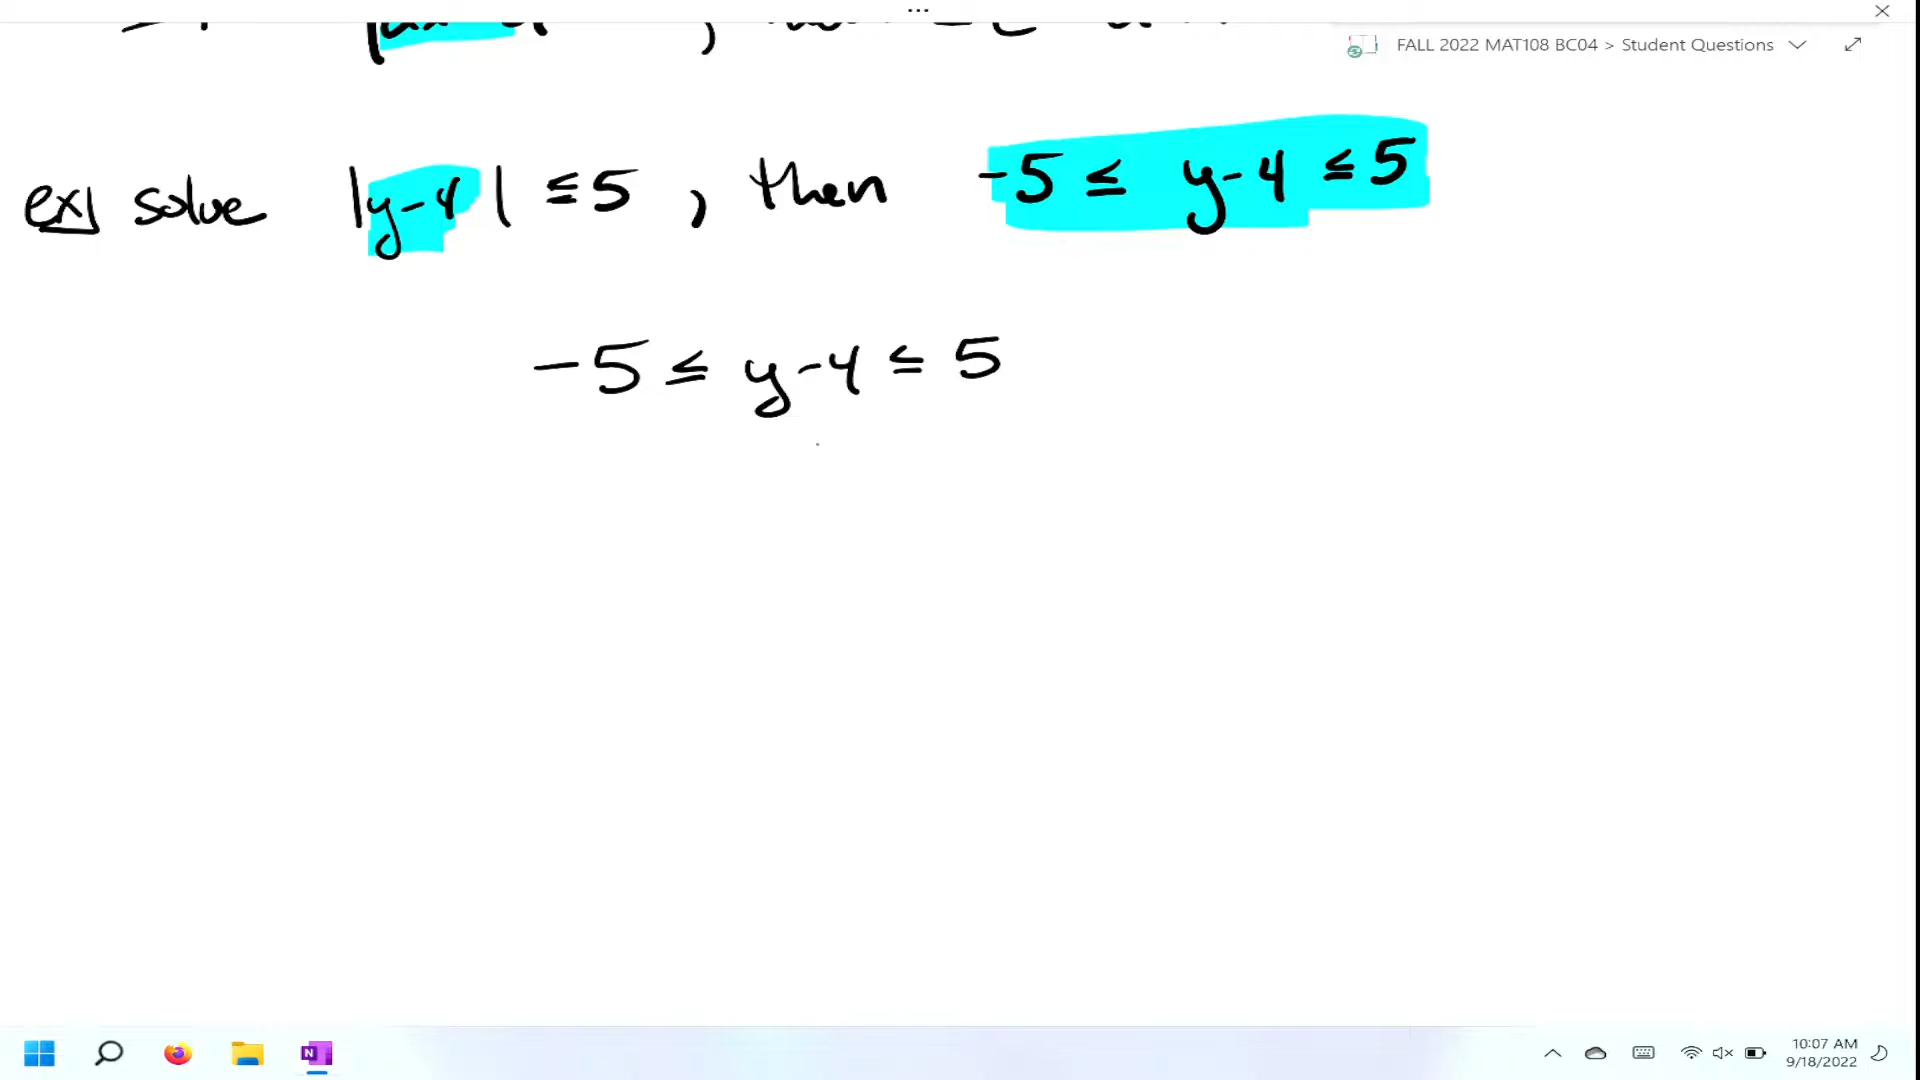 ...
FALL 2022 MAT108 BC04 > Student Questions
ex) solve |y-4| ≤ 5 , then -5 ≤ y-4 ≤ 5
-5 ≤ y-4 ≤ 5
N
10:07 AM
9/18/2022